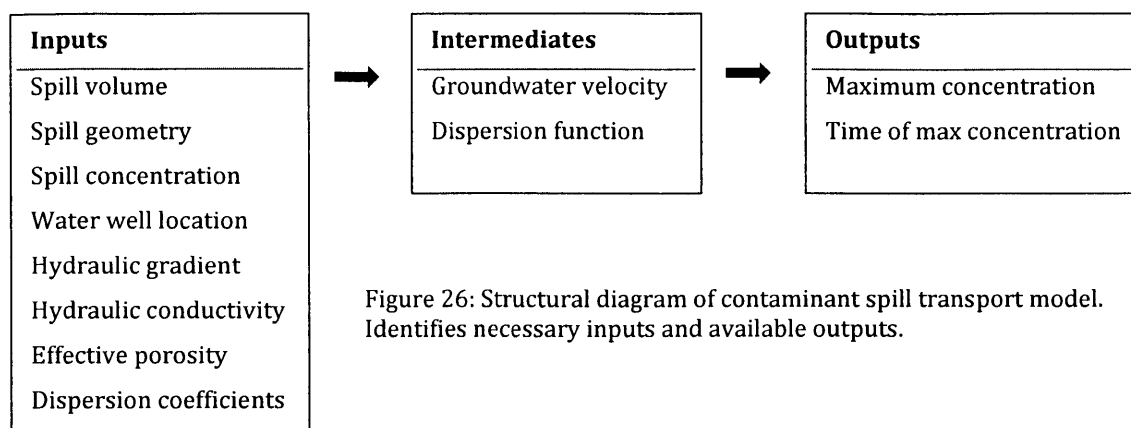 Inputs
Spill volume
Spill geometry
Spill concentration
Water well location
Hydraulic gradient
Hydraulic conductivity
Effective porosity
Dispersion coefficients
Intermediates
Groundwater velocity
Dispersion function
Outputs
Maximum concentration
Time of max concentration
Figure 26: Structural diagram of contaminant spill transport model.
Identifies necessary inputs and available outputs.